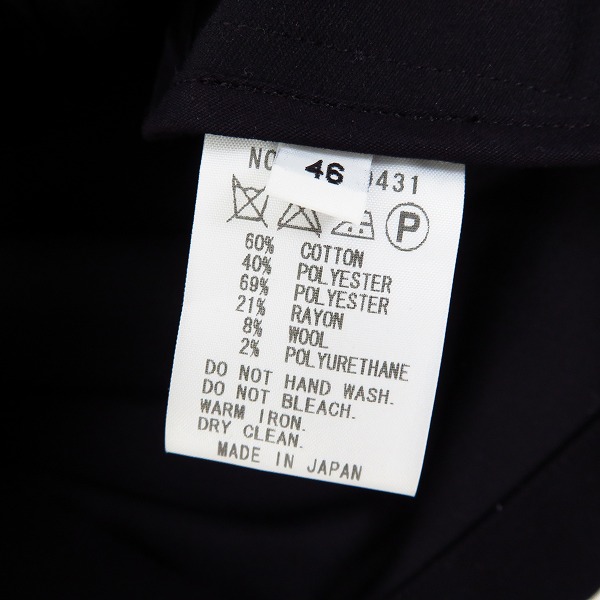 46
NO 431
P
60% COTTON
40% POLYESTER
69% POLYESTER
21% RAYON
8% WOOL
2% POLYURETHANE
DO NOT HAND WASH.
DO NOT BLEACH.
WARM IRON.
DRY CLEAN.
MADE IN JAPAN